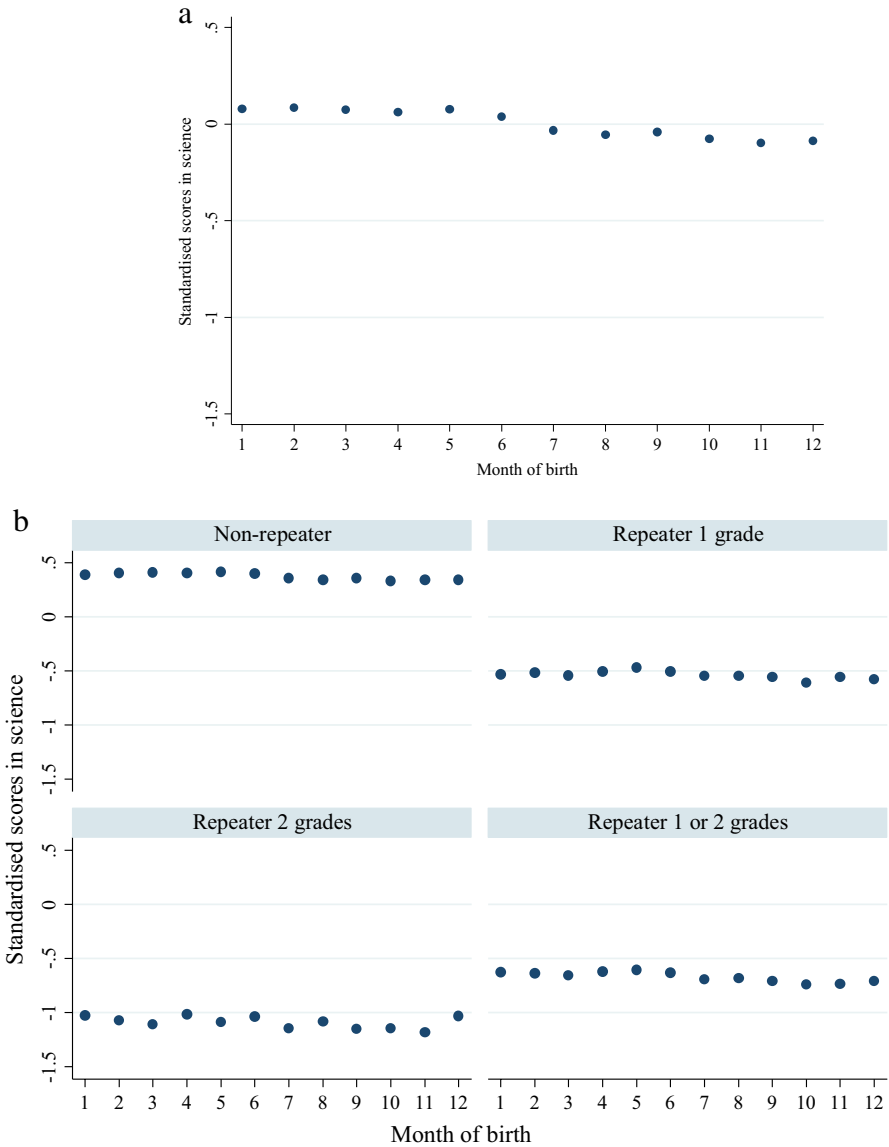 a
.5
0
-.5
-1
-1.5
Standardised scores in science
1 2 3 4 5 6 7 8 9 10 11 12
Month of birth
b
Non-repeater
Repeater 1 grade
.5
0
-.5
-1
-1.5
Repeater 2 grades
Repeater 1 or 2 grades
.5
0
-.5
-1
-1.5
Standardised scores in science
1 2 3 4 5 6 7 8 9 10 11 12
1 2 3 4 5 6 7 8 9 10 11 12
Month of birth